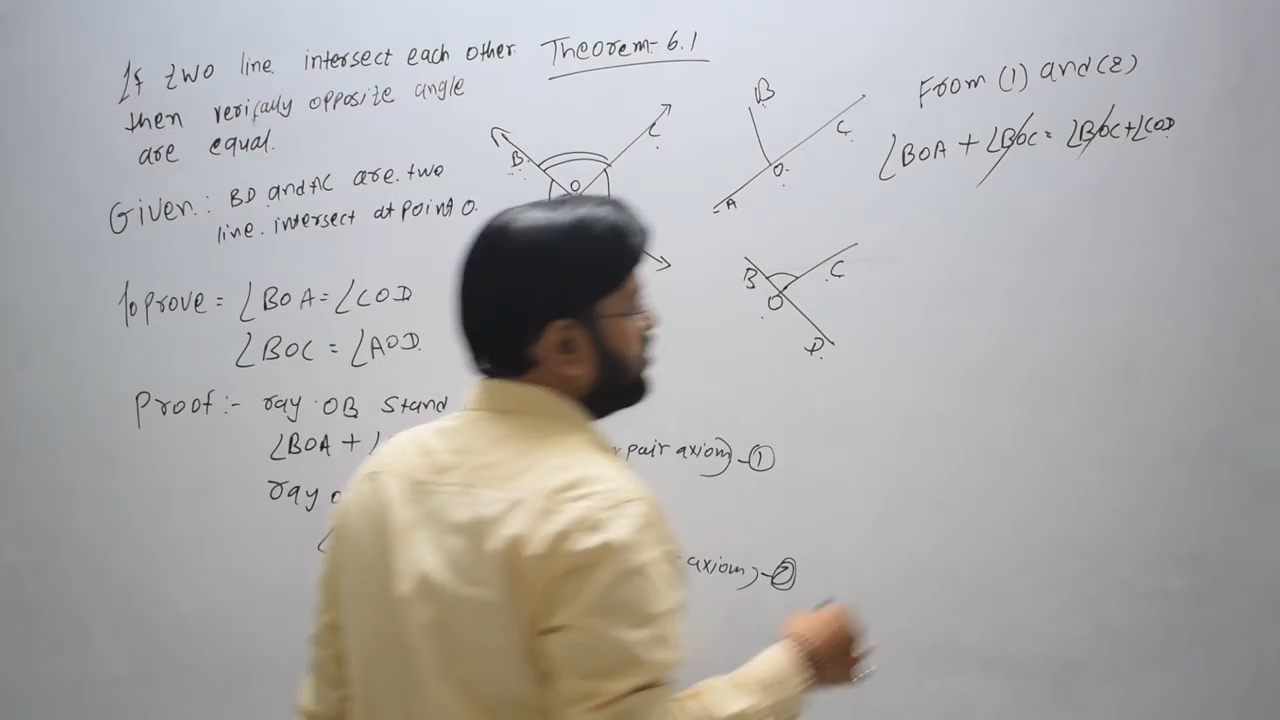 If two line intersect each other
then verifally opposite angle
are equal.
Theorem-6.1
Given: BD and AC are two
line. intersect at point O.
To prove = ∠BOA = ∠COD
∠BOC = ∠AOD
Proof:- ray OB stand
∠BOA + ∠
pair axiom) - ①
ray
∠
axiom) - ②
B
C
O
B
C
O
A
B
C
O
D
From (1) and (2)
∠BOA + ∠BOC = ∠BOC + ∠COD